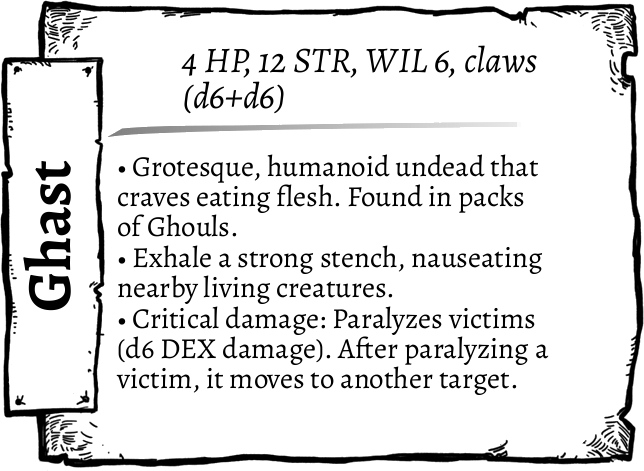 Ghast
4 HP, 12 STR, WIL 6, claws
(d6+d6)
• Grotesque, humanoid undead that
craves eating flesh. Found in packs
of Ghouls.
• Exhale a strong stench, nauseating
nearby living creatures.
• Critical damage: Paralyzes victims
(d6 DEX damage). After paralyzing a
victim, it moves to another target.